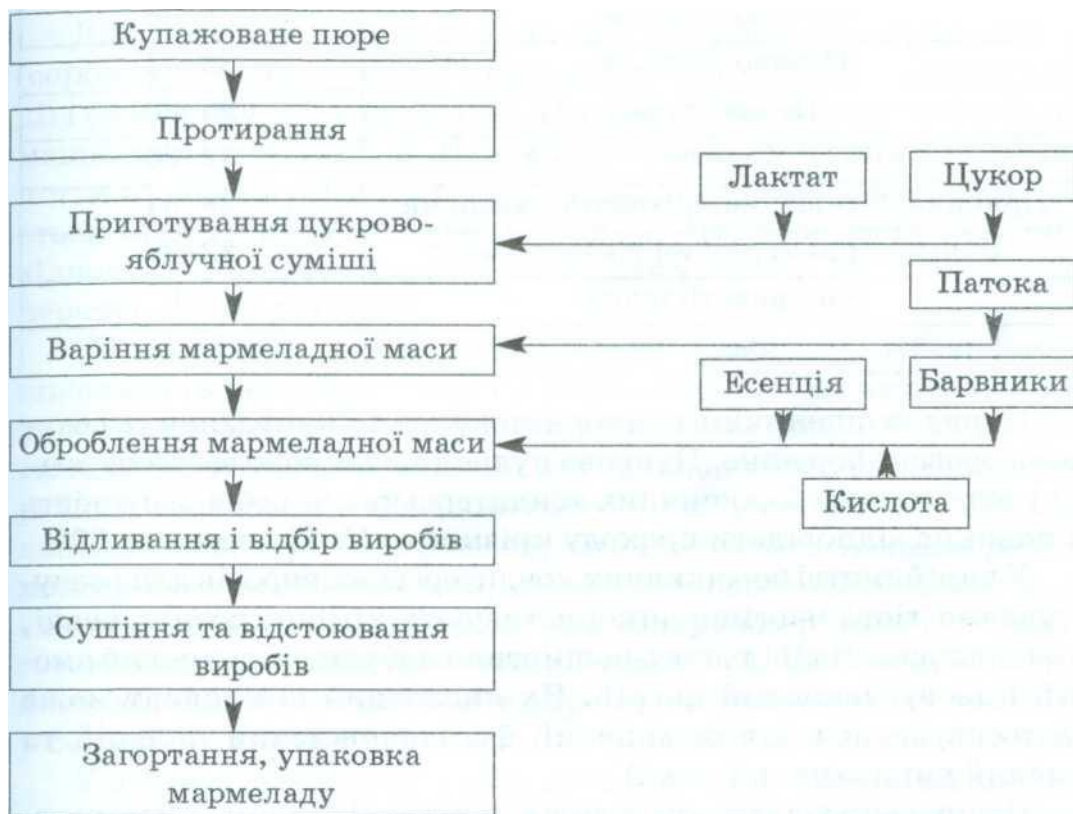 Купажоване пюре
Протирання
Лактат
Цукор
Приготування цукрово-
яблучної суміші
Патока
Варіння мармеладної маси
Есенція
Барвники
Оброблення мармеладної маси
Кислота
Відливання і відбір виробів
Сушіння та відстоювання
виробів
Загортання, упаковка
мармеладу